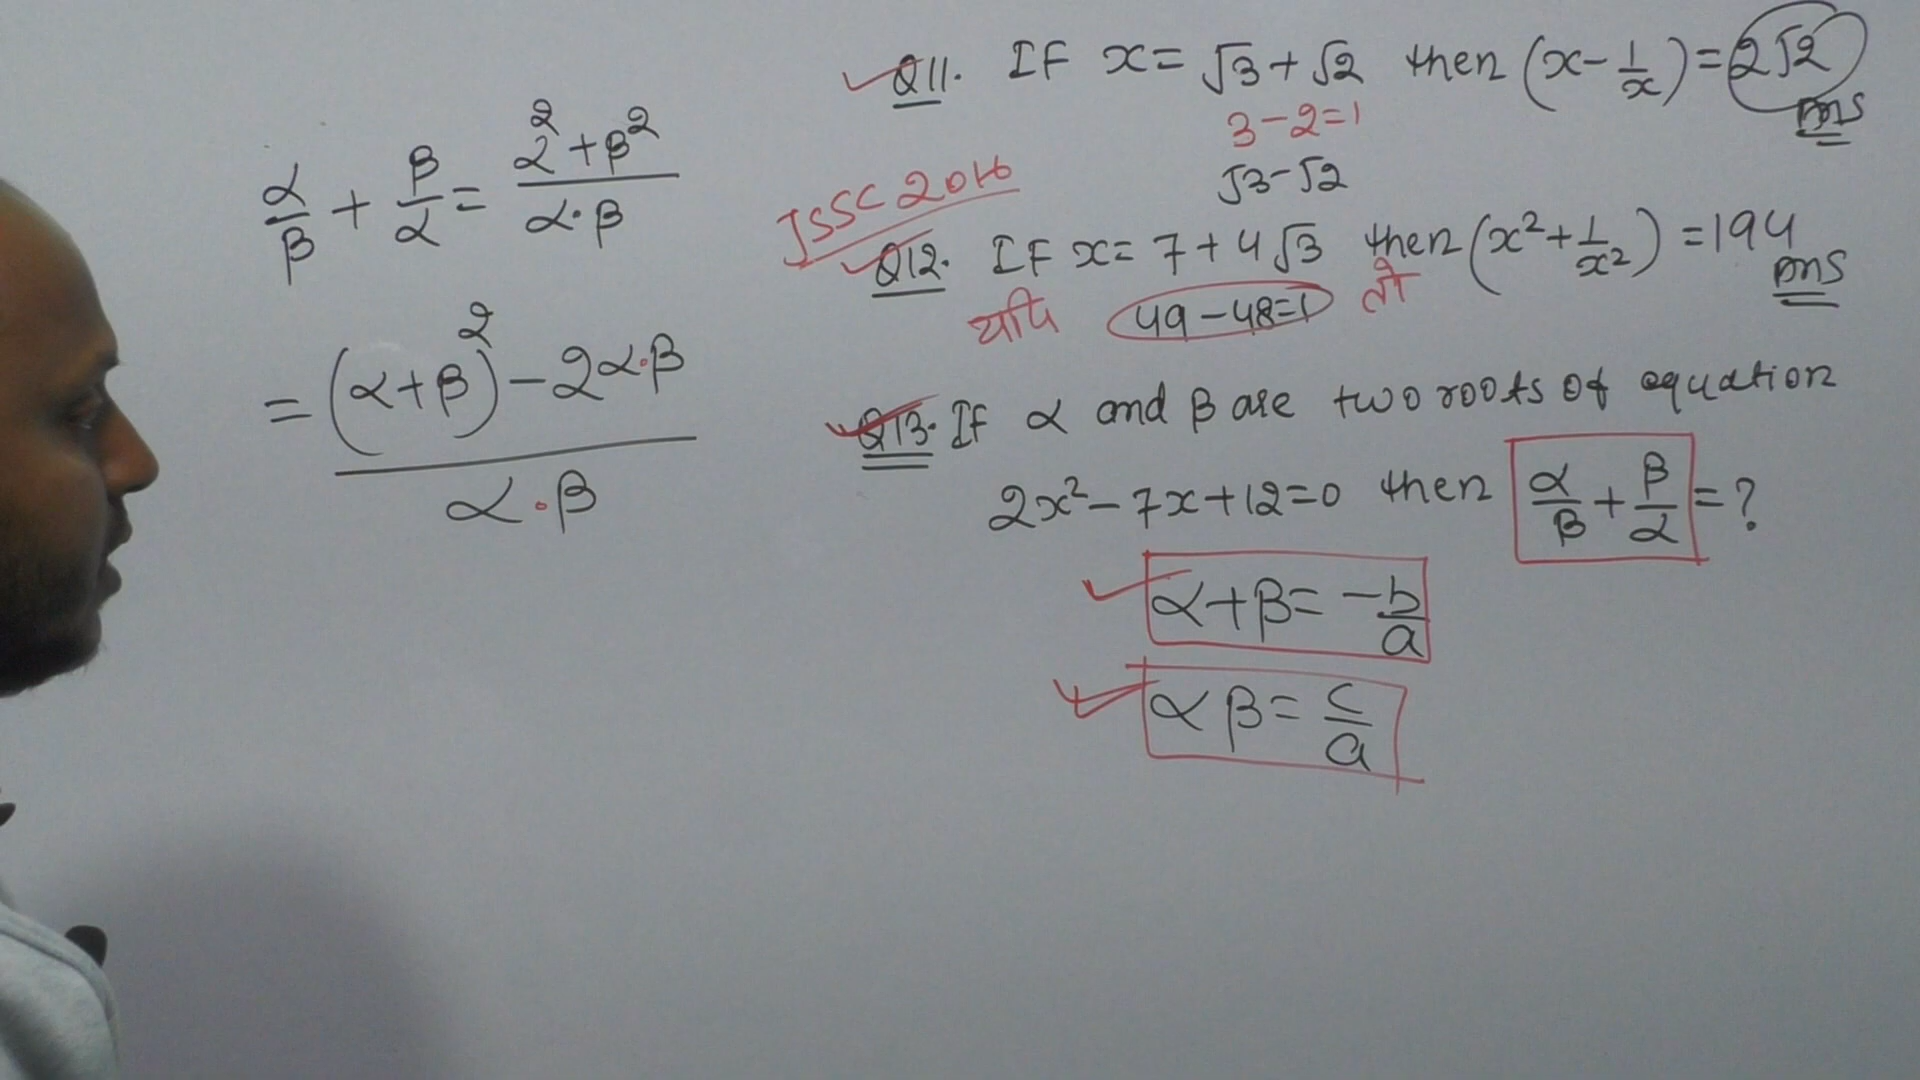 α/β + β/α = α² + β² / α·β
= (α+β)² - 2α·β / α·β
Q11. If x = √3 + √2 then (x - 1/x) = 2√2 Ans
3 - 2 = 1
√3 - √2
JSSC 2016
Q12. If x = 7 + 4√3 then (x² + 1/x²) = 194 Ans
यदि 49 - 48 = 1 तो
Q13. If α and β are two roots of equation
2x² - 7x + 12 = 0 then α/β + β/α = ?
α + β = -b/a
αβ = c/a